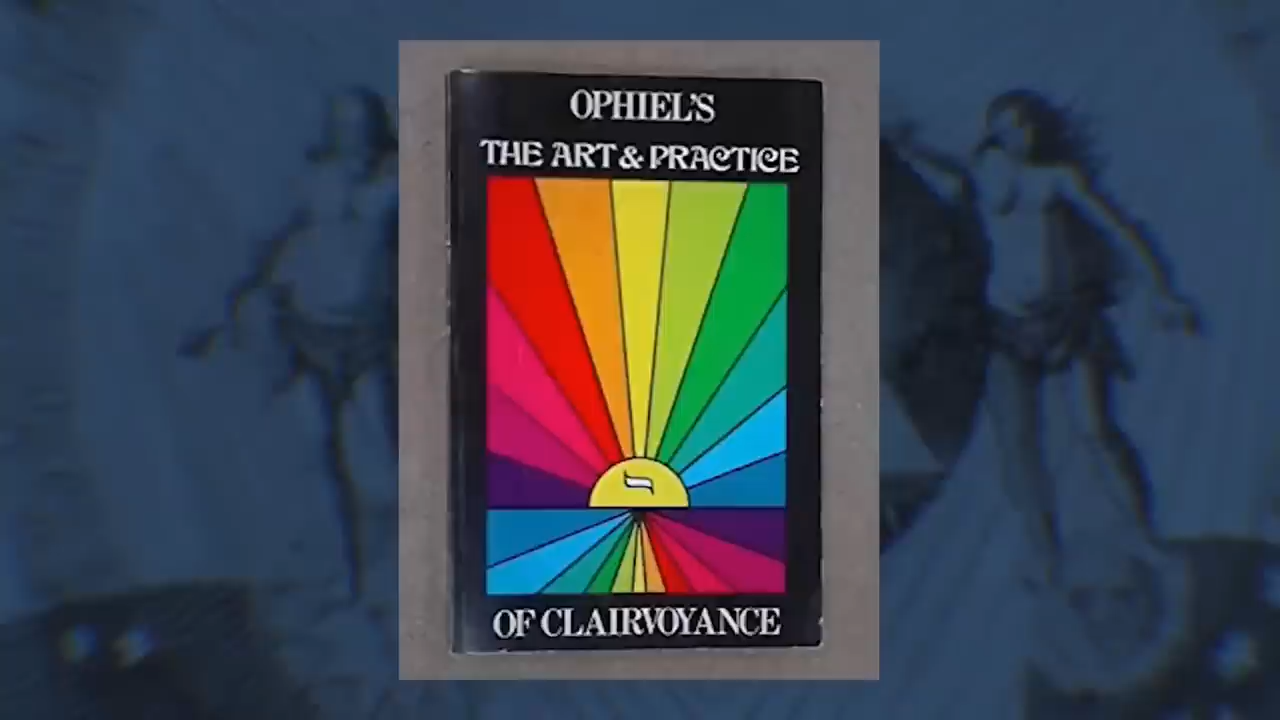 OPHIEL'S
THE ART & PRACTICE
י
OF CLAIRVOYANCE